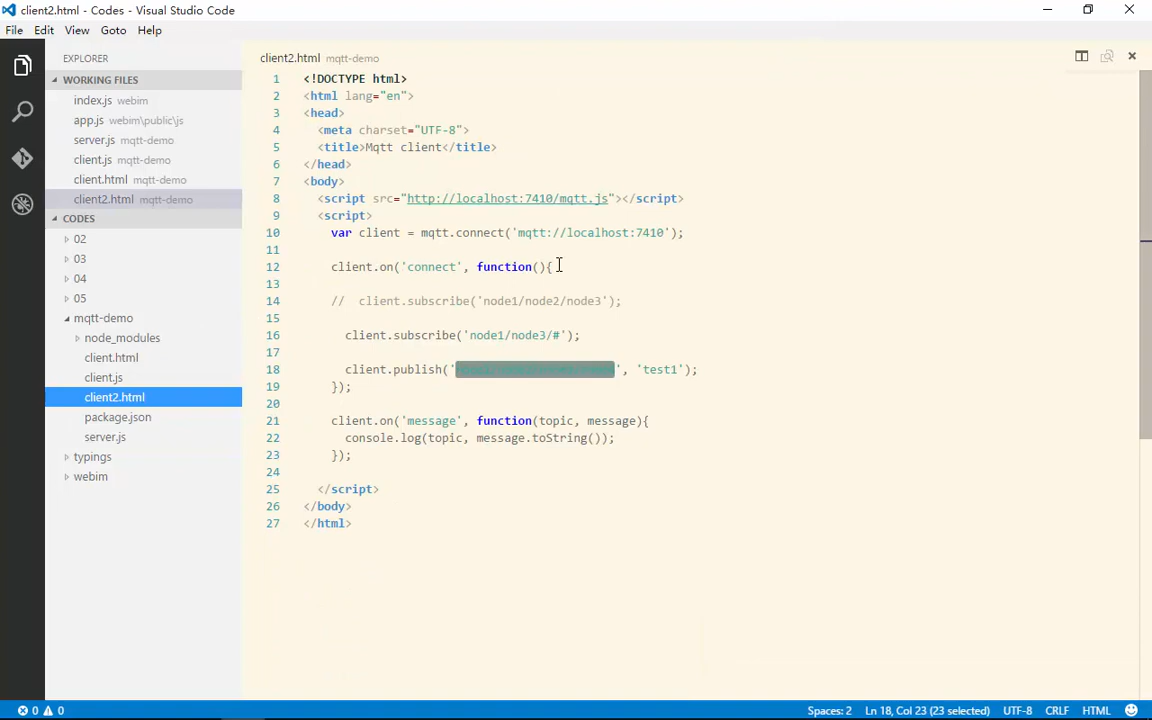 client2.html - Codes - Visual Studio Code
File Edit View Goto Help
EXPLORER
WORKING FILES
index.js webim
app.js webim\public\js
server.js mqtt-demo
client.js mqtt-demo
client.html mqtt-demo
client2.html mqtt-demo
CODES
02
03
04
05
mqtt-demo
node_modules
client.html
client.js
client2.html
package.json
server.js
typings
webim
client2.html mqtt-demo
1 <!DOCTYPE html>
2 <html lang="en">
3 <head>
4 <meta charset="UTF-8">
5 <title>Mqtt client</title>
6 </head>
7 <body>
8 <script src="http://localhost:7410/mqtt.js"></script>
9 <script>
10 var client = mqtt.connect('mqtt://localhost:7410');
11
12 client.on('connect', function(){
13
14 // client.subscribe('node1/node2/node3');
15
16 client.subscribe('node1/node3/#');
17
18 client.publish('', 'test1');
19 });
20
21 client.on('message', function(topic, message){
22 console.log(topic, message.toString());
23 });
24
25 </script>
26 </body>
27 </html>
0 0
Spaces: 2 Ln 18, Col 23 (23 selected) UTF-8 CRLF HTML